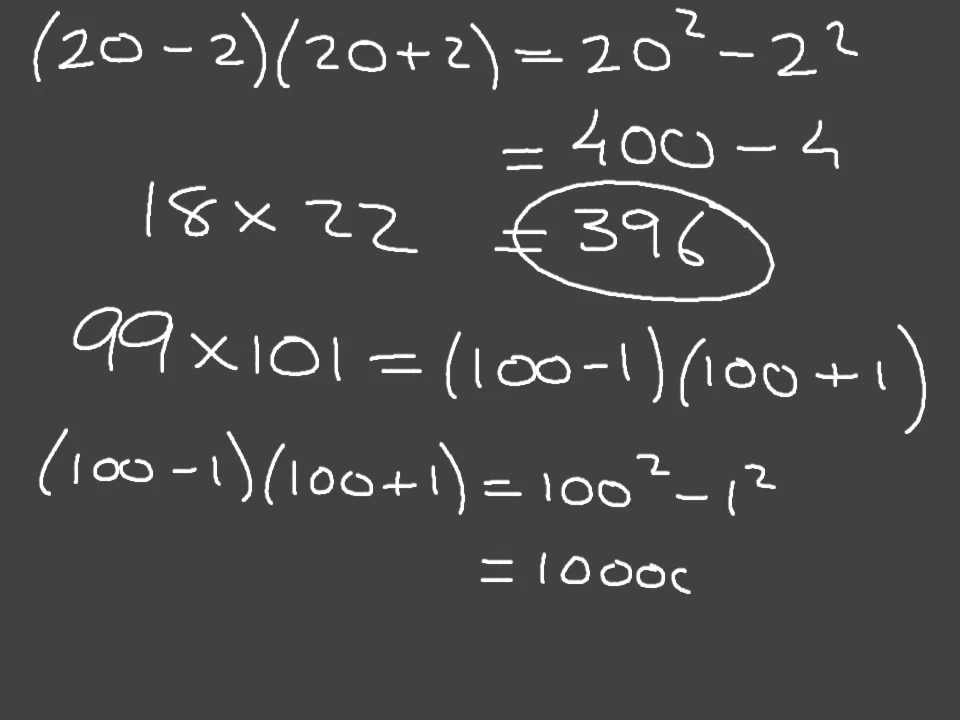 (20-2)(20+2) = 20² - 2²
= 400 - 4
18 × 22 = 396
99 × 101 = (100-1)(100+1)
(100-1)(100+1) = 100² - 1²
= 10000